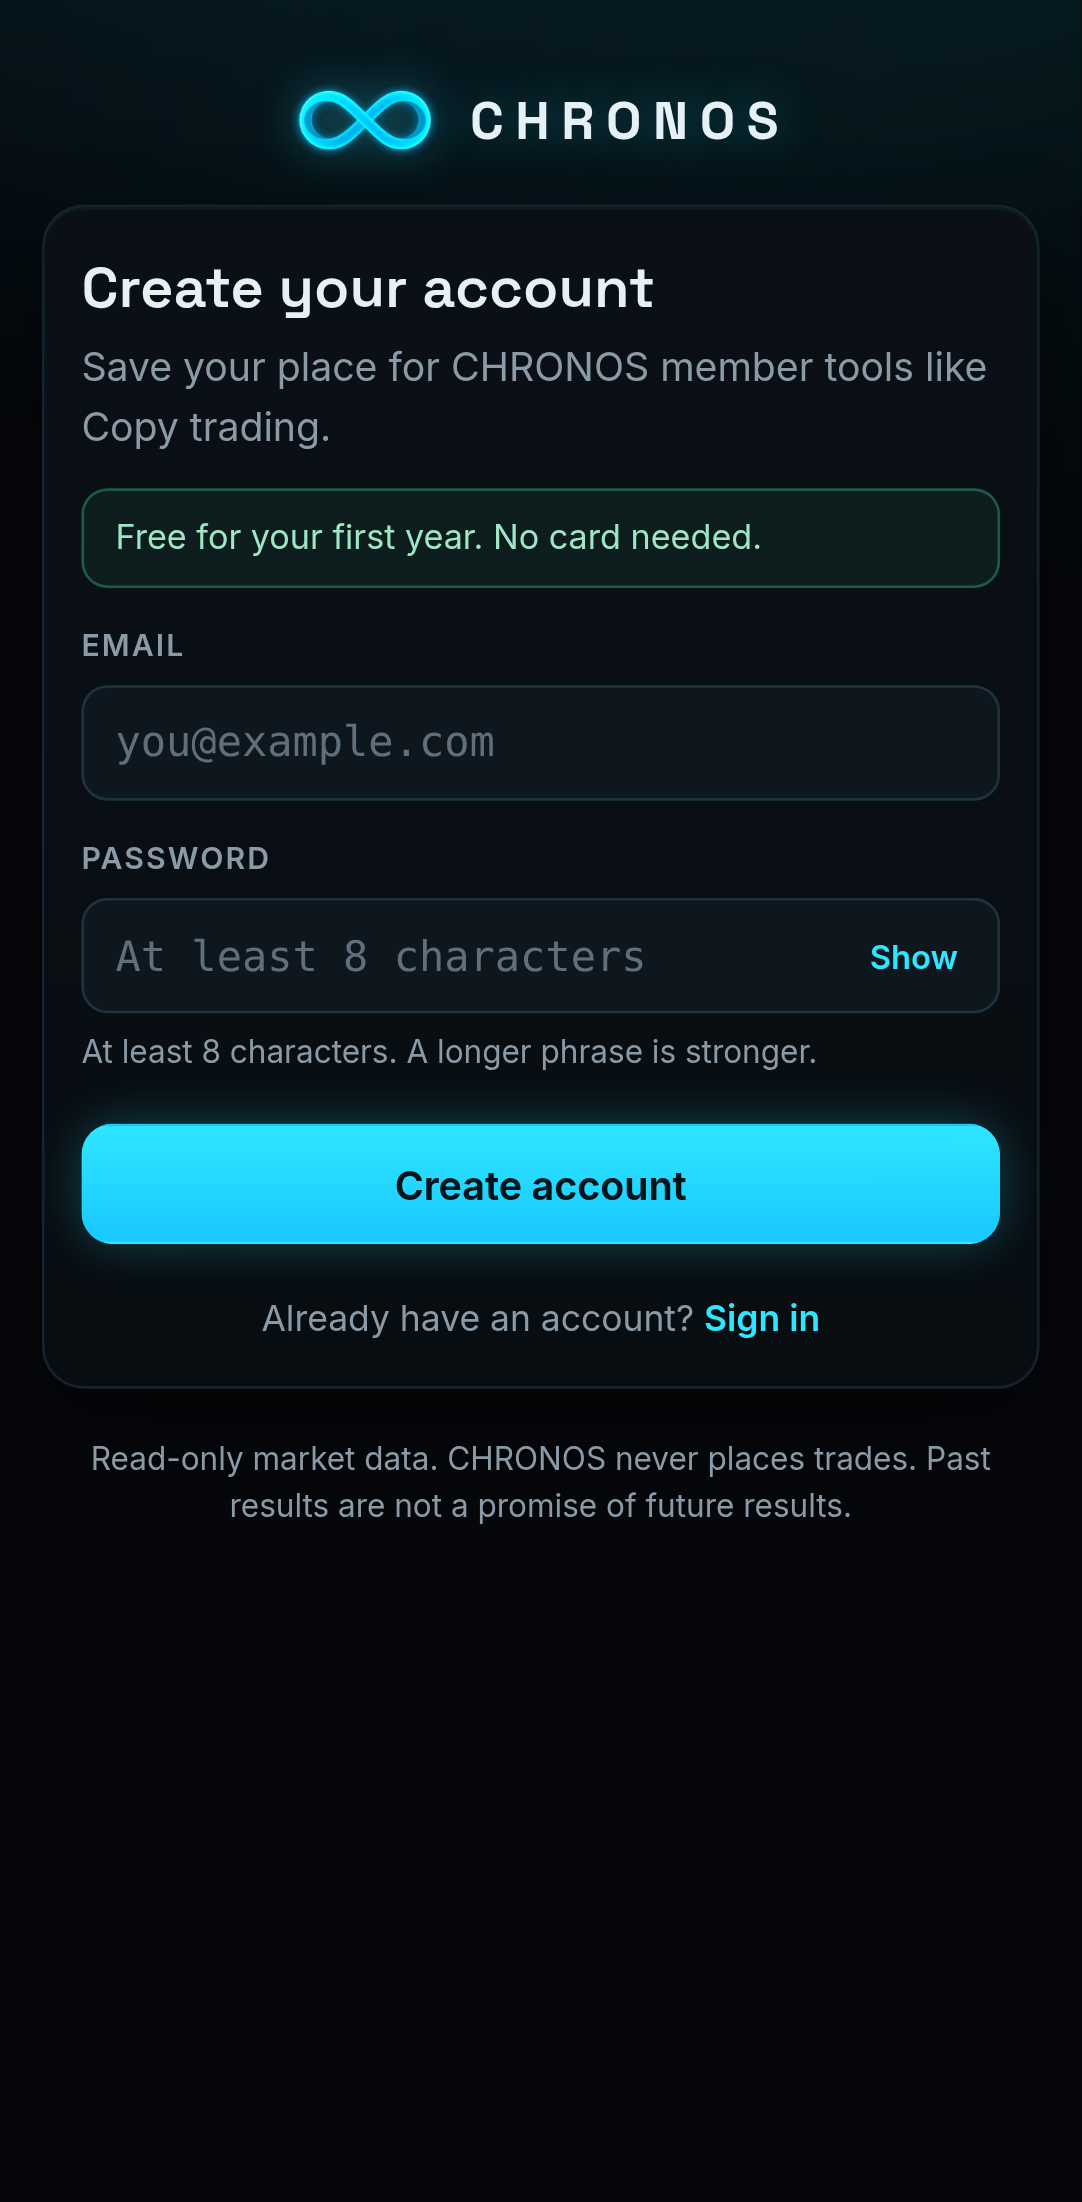 CHRONOS
Create your account
Save your place for CHRONOS member tools like
Copy trading.
Free for your first year. No card needed.
EMAIL
you@example.com
PASSWORD
At least 8 characters
Show
At least 8 characters. A longer phrase is stronger.
Create account
Already have an account? Sign in
Read-only market data. CHRONOS never places trades. Past
results are not a promise of future results.